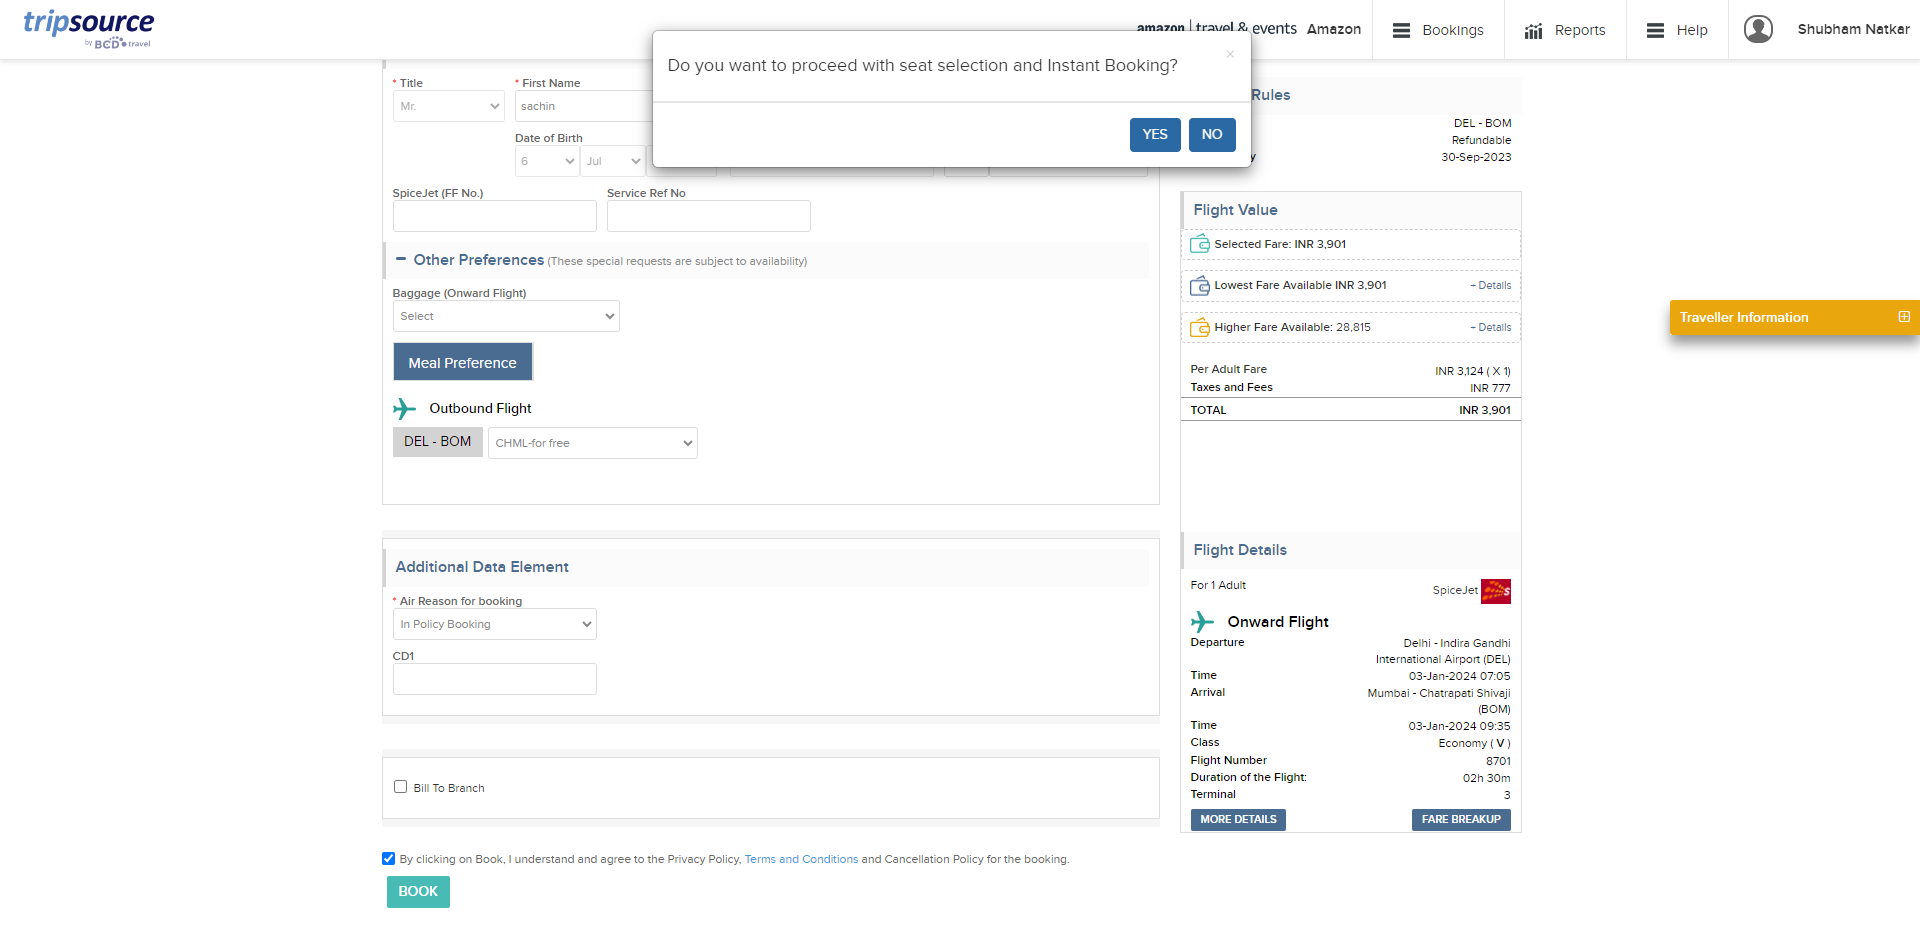 tripsource
by BCD travel
amazon | travel & events Amazon
Bookings
Reports
Help
Shubham Natkar
Do you want to proceed with seat selection and Instant Booking?
×
YES
NO
* Title
* First Name
Mr.
sachin
Date of Birth
6
Jul
SpiceJet (FF No.)
Service Ref No
Other Preferences (These special requests are subject to availability)
Baggage (Onward Flight)
Select
Meal Preference
Outbound Flight
DEL - BOM
CHML-for free
Additional Data Element
* Air Reason for booking
In Policy Booking
CD1
Bill To Branch
By clicking on Book, I understand and agree to the Privacy Policy, Terms and Conditions and Cancellation Policy for the booking.
BOOK
Rules
DEL - BOM
Refundable
y 30-Sep-2023
Flight Value
Selected Fare: INR 3,901
Lowest Fare Available INR 3,901 + Details
Higher Fare Available: 28,815 + Details
Per Adult Fare INR 3,124 ( X 1)
Taxes and Fees INR 777
TOTAL INR 3,901
Flight Details
For 1 Adult SpiceJet
Onward Flight
Departure Delhi - Indira Gandhi
International Airport (DEL)
Time 03-Jan-2024 07:05
Arrival Mumbai - Chatrapati Shivaji
(BOM)
Time 03-Jan-2024 09:35
Class Economy ( V )
Flight Number 8701
Duration of the Flight: 02h 30m
Terminal 3
MORE DETAILS FARE BREAKUP
Traveller Information